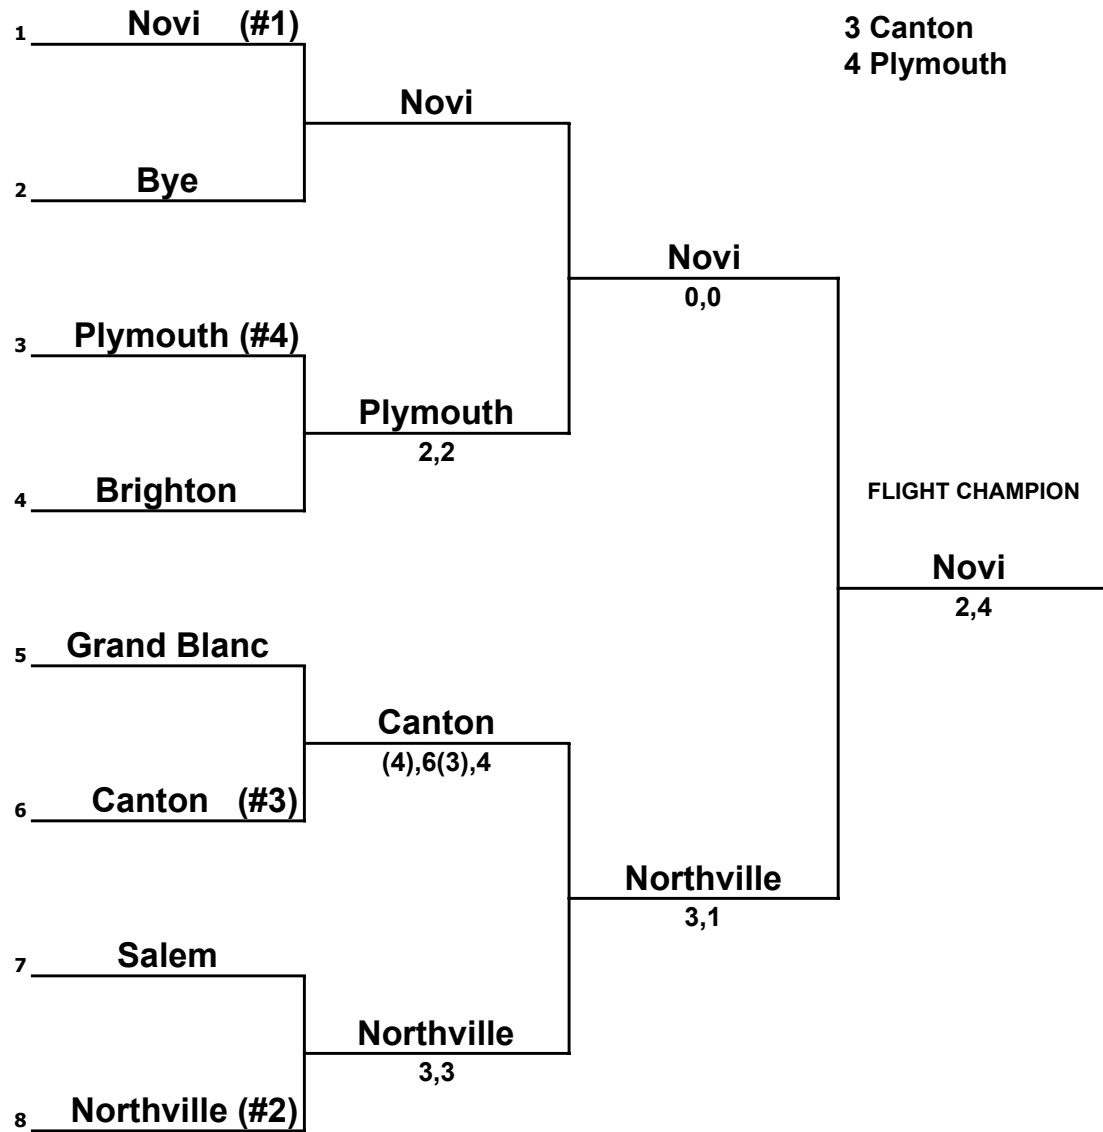 3 Canton
4 Plymouth
1 Novi (#1)
Novi
2 Bye
Novi
0,0
3 Plymouth (#4)
Plymouth
2,2
4 Brighton
FLIGHT CHAMPION
Novi
2,4
5 Grand Blanc
Canton
(4),6(3),4
6 Canton (#3)
Northville
3,1
7 Salem
Northville
3,3
8 Northville (#2)